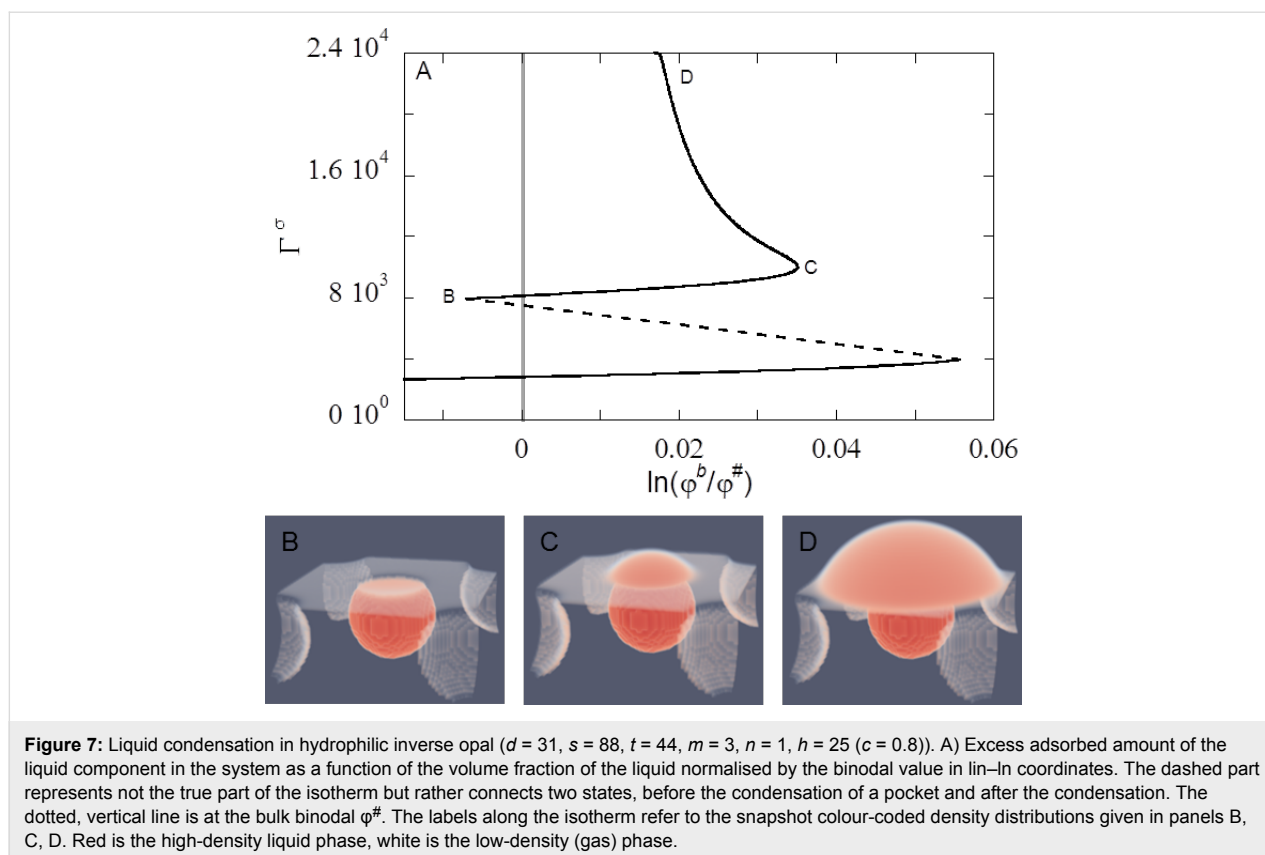 2.4 10⁴
A
D
1.6 10⁴
Γ^σ
C
B
8 10³
0 10⁰
0 0.02 0.04 0.06
ln(φ^b/φ^#)
B C D
Figure 7: Liquid condensation in hydrophilic inverse opal (d = 31, s = 88, t = 44, m = 3, n = 1, h = 25 (c = 0.8)). A) Excess adsorbed amount of the
liquid component in the system as a function of the volume fraction of the liquid normalised by the binodal value in lin–ln coordinates. The dashed part
represents not the true part of the isotherm but rather connects two states, before the condensation of a pocket and after the condensation. The
dotted, vertical line is at the bulk binodal φ^#. The labels along the isotherm refer to the snapshot colour-coded density distributions given in panels B,
C, D. Red is the high-density liquid phase, white is the low-density (gas) phase.